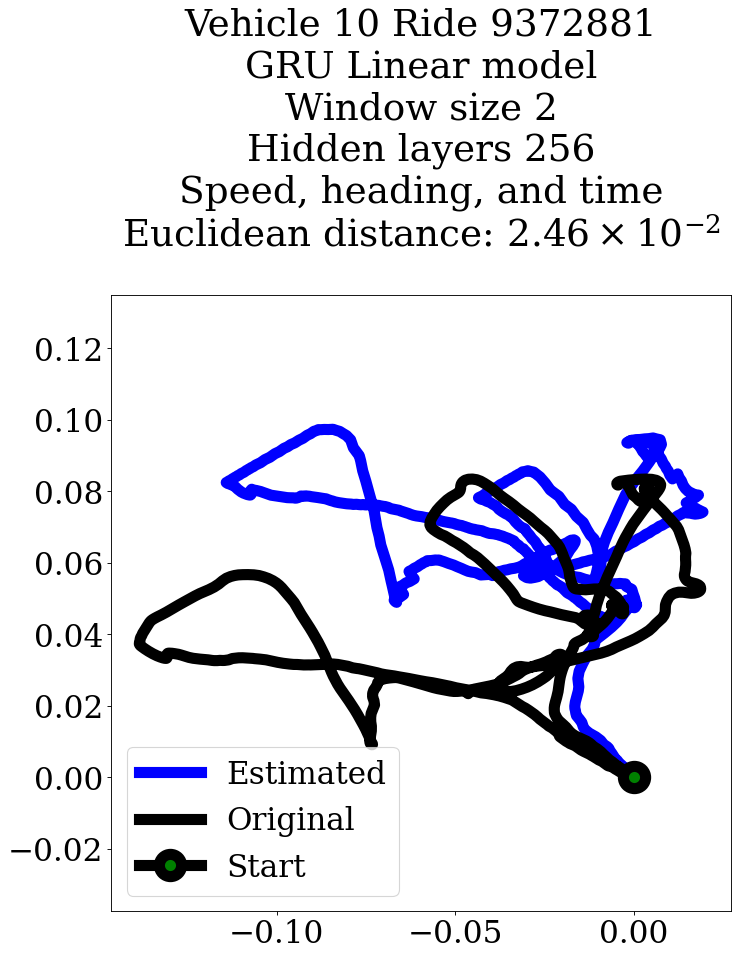 Vehicle 10 Ride 9372881
GRU Linear model
Window size 2
Hidden layers 256
Speed, heading, and time
Euclidean distance: 2.46 × 10⁻²
0.12
0.10
0.08
0.06
0.04
0.02
0.00
−0.02
Estimated
Original
Start
−0.10
−0.05
0.00